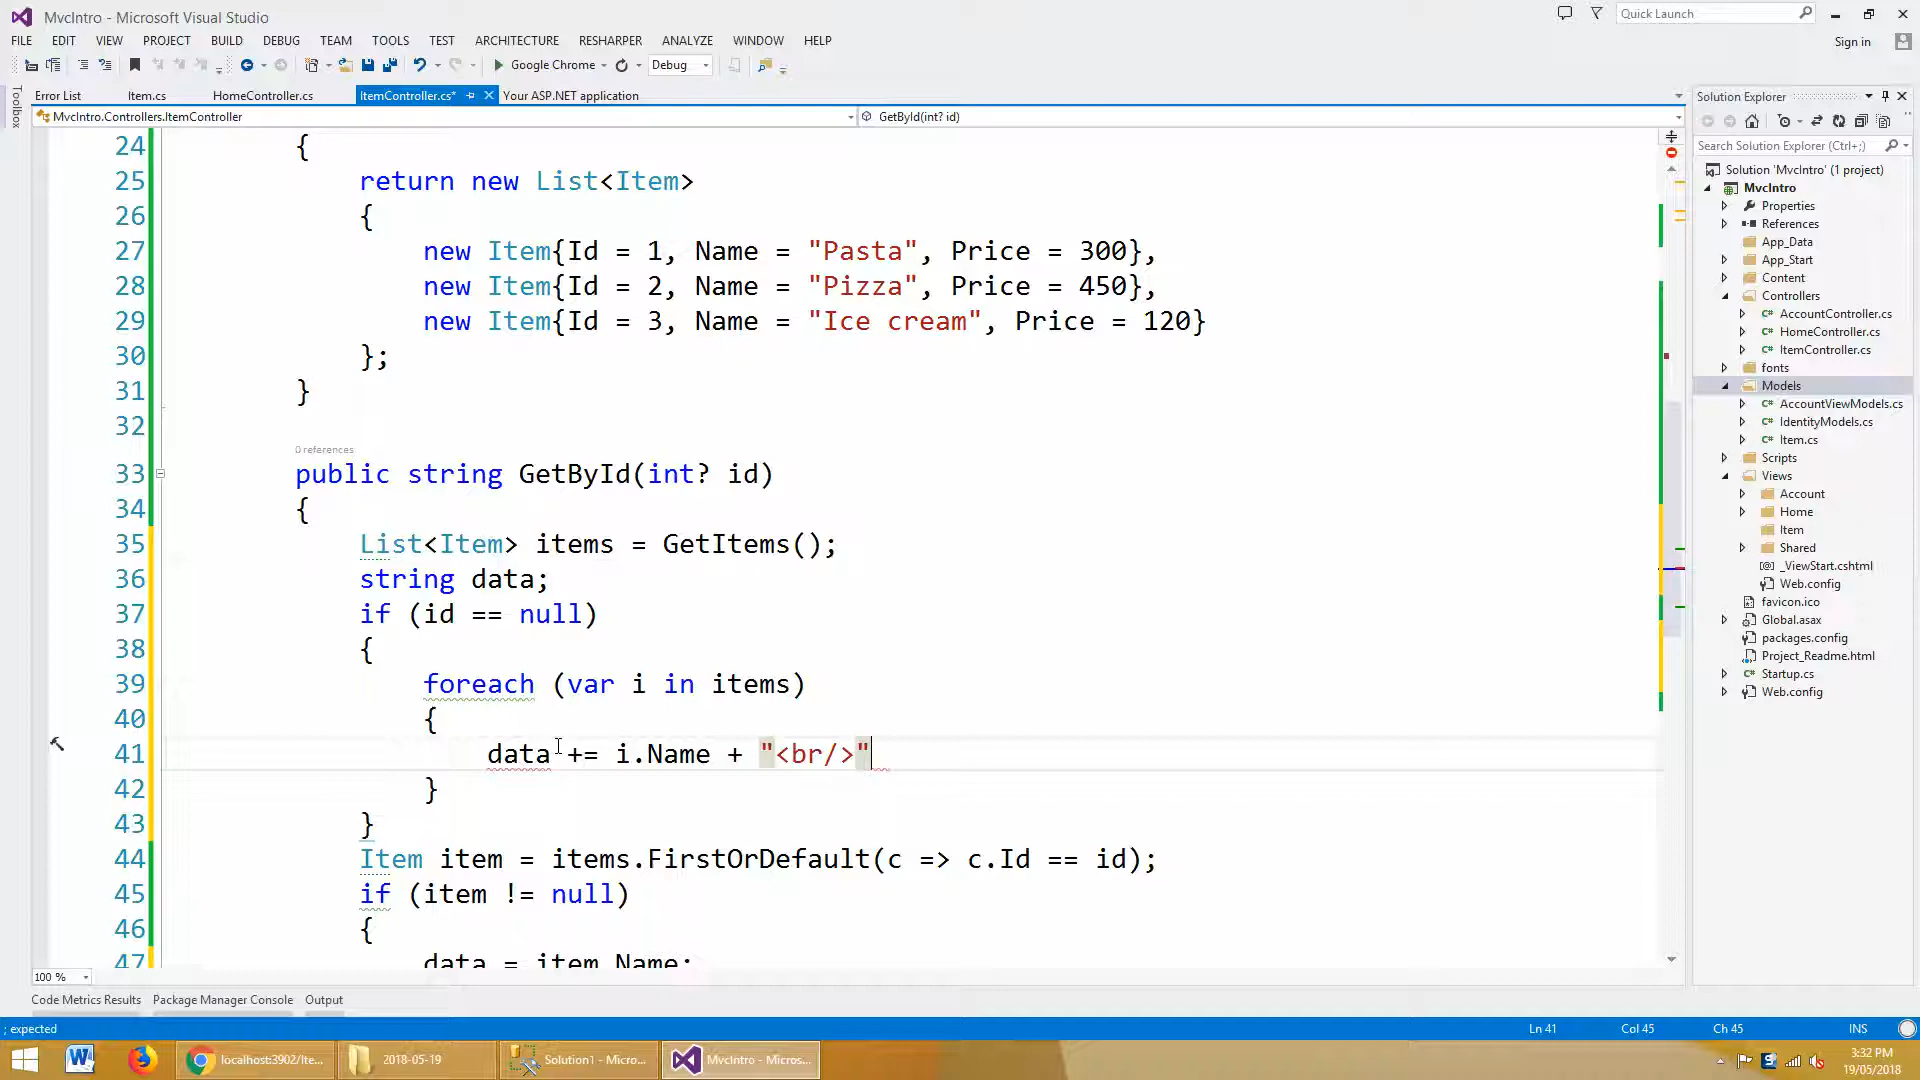 MvcIntro - Microsoft Visual Studio
Quick Launch
FILE EDIT VIEW PROJECT BUILD DEBUG TEAM TOOLS TEST ARCHITECTURE RESHARPER ANALYZE WINDOW HELP
Sign in
Google Chrome Debug
Toolbox
Error List Item.cs HomeController.cs ItemController.cs* Your ASP.NET application
MvcIntro.Controllers.ItemController GetById(int? id)
24 {
25 return new List<Item>
26 {
27 new Item{Id = 1, Name = "Pasta", Price = 300},
28 new Item{Id = 2, Name = "Pizza", Price = 450},
29 new Item{Id = 3, Name = "Ice cream", Price = 120}
30 };
31 }
32
0 references
33 public string GetById(int? id)
34 {
35 List<Item> items = GetItems();
36 string data;
37 if (id == null)
38 {
39 foreach (var i in items)
40 {
41 data += i.Name + "<br/>"
42 }
43 }
44 Item item = items.FirstOrDefault(c => c.Id == id);
45 if (item != null)
46 {
47 data = item.Name;
100 %
Code Metrics Results Package Manager Console Output
; expected Ln 41 Col 45 Ch 45 INS
Solution Explorer
Search Solution Explorer (Ctrl+;)
Solution 'MvcIntro' (1 project)
MvcIntro
Properties
References
App_Data
App_Start
Content
Controllers
C# AccountController.cs
C# HomeController.cs
C# ItemController.cs
fonts
Models
C# AccountViewModels.cs
C# IdentityModels.cs
C# Item.cs
Scripts
Views
Account
Home
Item
Shared
_ViewStart.cshtml
Web.config
favicon.ico
Global.asax
packages.config
Project_Readme.html
C# Startup.cs
Web.config
localhost:3902/Ite... 2018-05-19 Solution1 - Micro... MvcIntro - Micros...
3:32 PM
19/05/2018